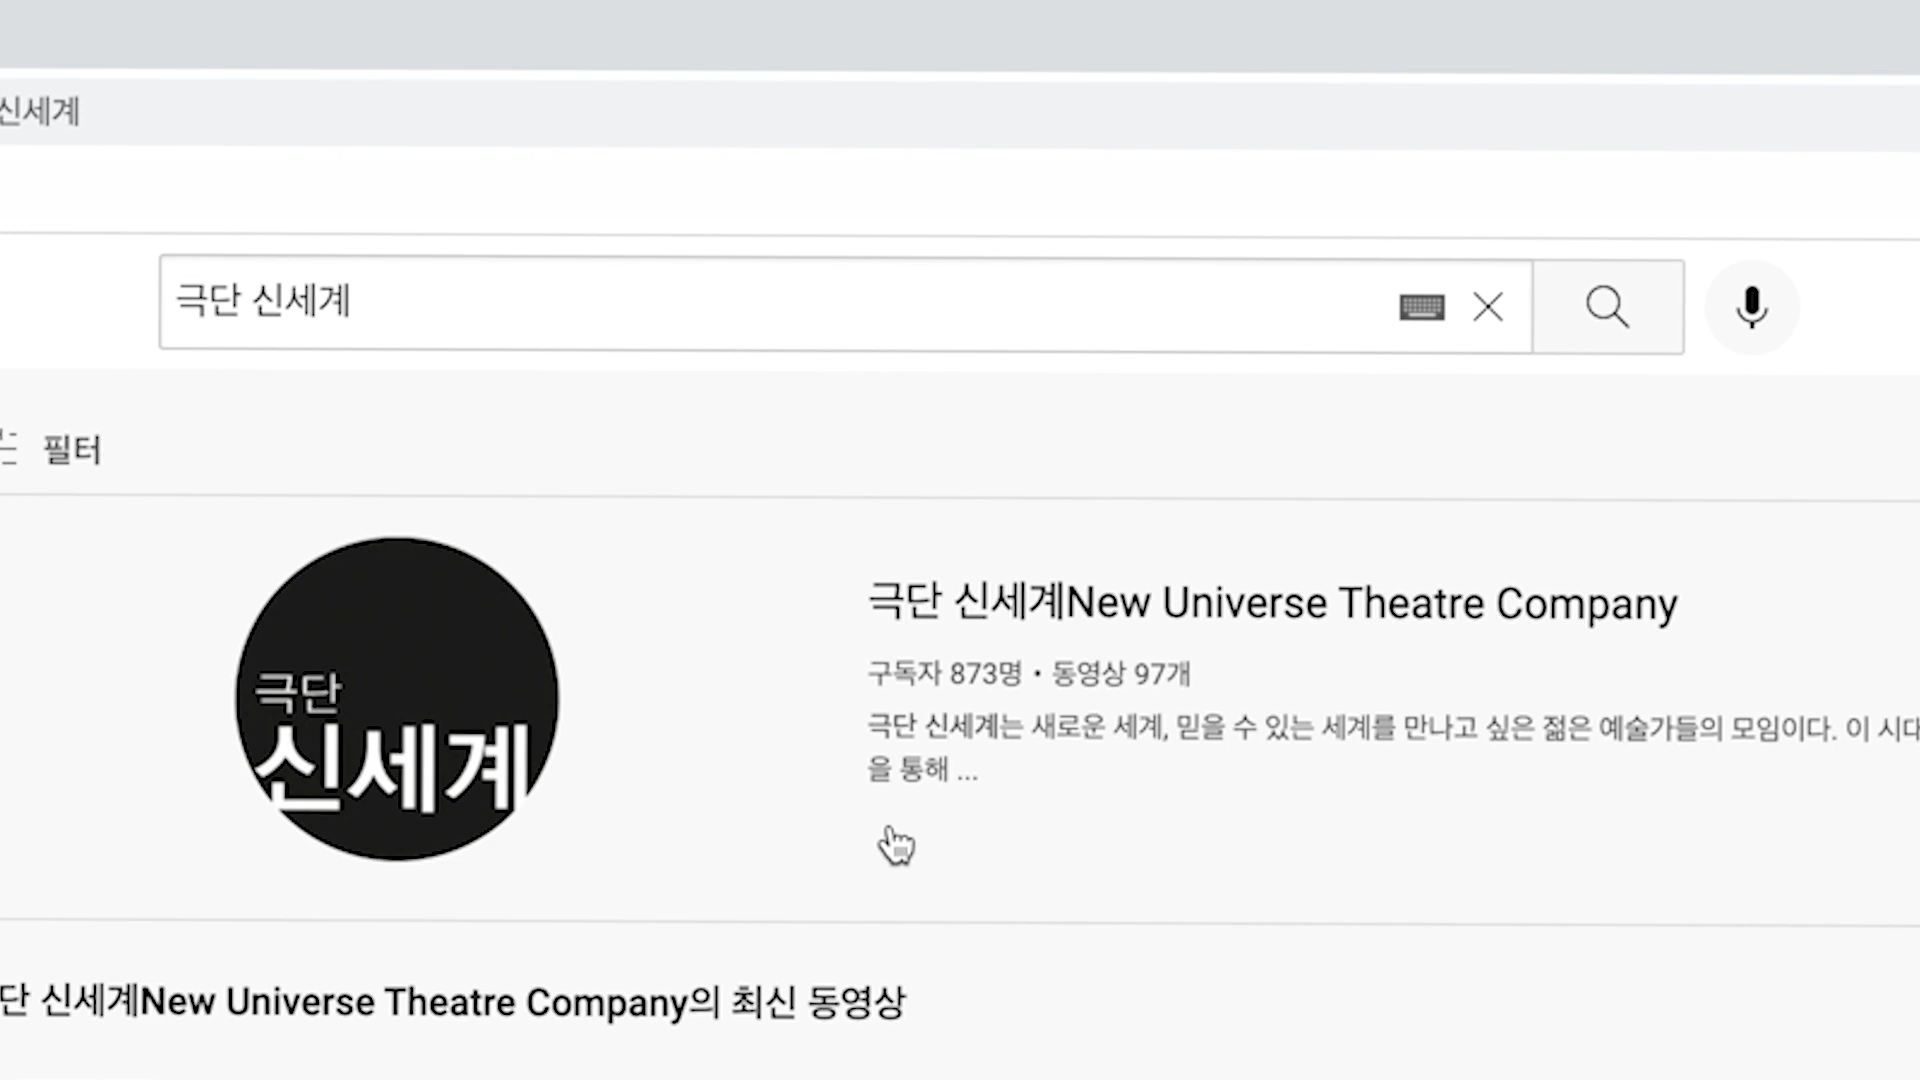 신세계
극단 신세계
필터
극단
신세계
극단 신세계New Universe Theatre Company
구독자 873명 • 동영상 97개
극단 신세계는 새로운 세계, 믿을 수 있는 세계를 만나고 싶은 젊은 예술가들의 모임이다. 이 시대
을 통해 ...
단 신세계New Universe Theatre Company의 최신 동영상